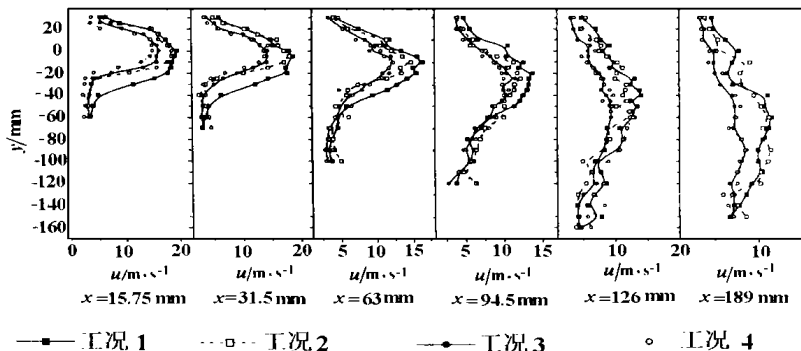 20
0
-20
-40
-60
-80
-100
-120
-140
-160
y/mm
0 10 20
10 20
5 10 15
5 10 15
0 10 20
10
u/m·s⁻¹ u/m·s⁻¹ u/m·s⁻¹ u/m·s⁻¹ u/m·s⁻¹ u/m·s⁻¹
x=15.75 mm x=31.5 mm x=63 mm x=94.5 mm x=126 mm x=189 mm
工况 1 工况 2 工况 3 工况 4